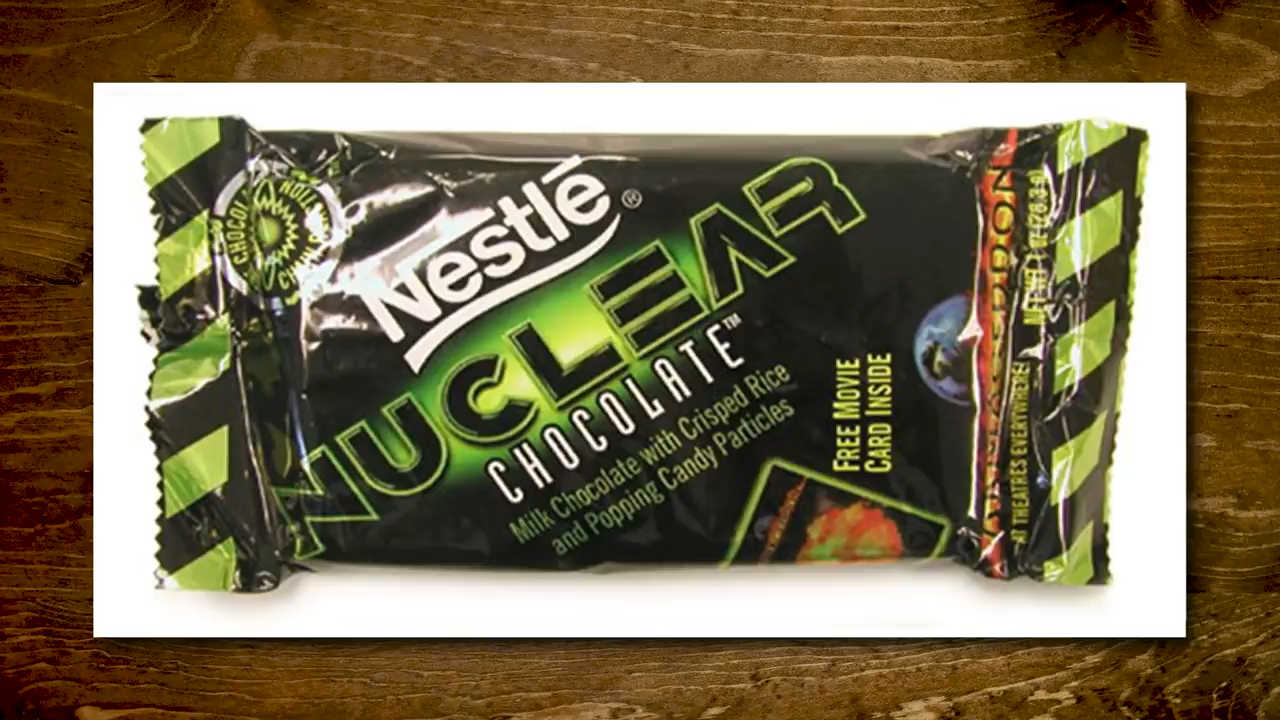 Nestlé®
NUCLEAR
CHOCOLATE™
Milk Chocolate with Crisped Rice
and Popping Candy Particles
FREE MOVIE
CARD INSIDE
ARMAGEDDON
AT THEATRES EVERYWHERE!